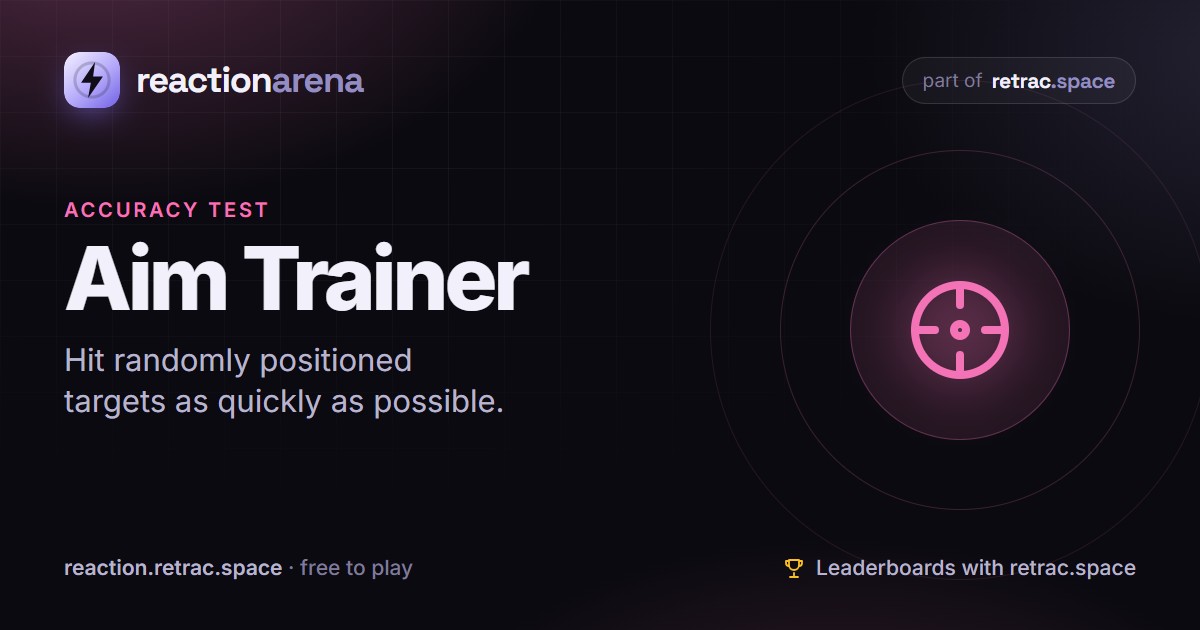 reactionarena
part of retrac.space
ACCURACY TEST
Aim Trainer
Hit randomly positioned
targets as quickly as possible.
reaction.retrac.space · free to play
Leaderboards with retrac.space